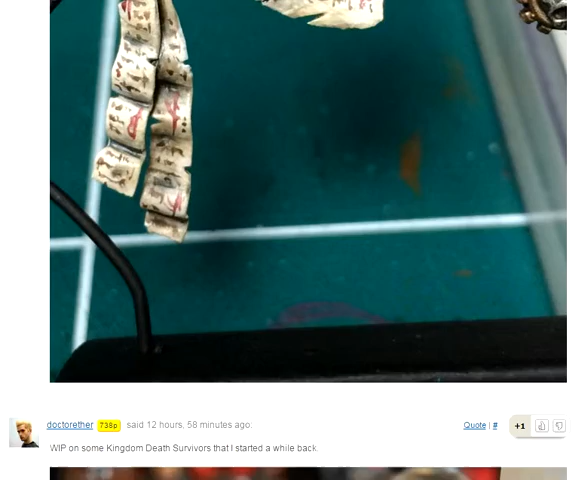 doctorether 738p said 12 hours, 58 minutes ago. Quote | # +1
WIP on some Kingdom Death Survivors that I started a while back.